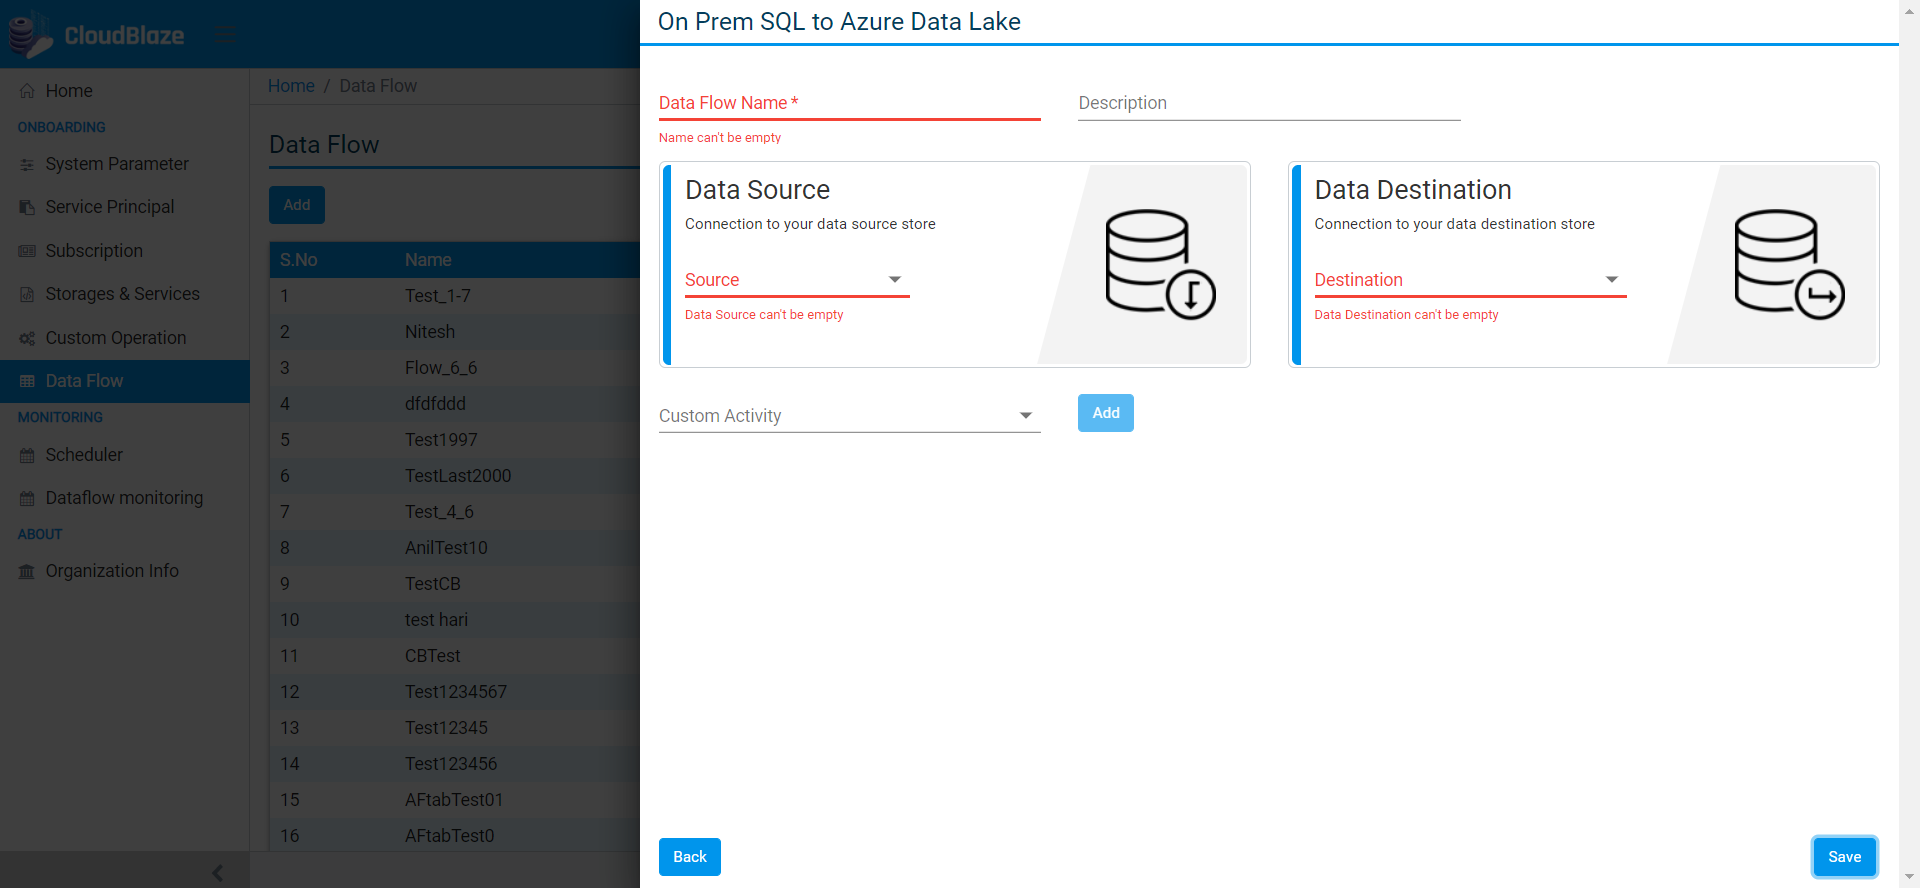 CloudBlaze
Home
ONBOARDING
System Parameter
Service Principal
Subscription
Storages & Services
Custom Operation
Data Flow
MONITORING
Scheduler
Dataflow monitoring
ABOUT
Organization Info
Home / Data Flow
Data Flow
Add
S.No Name
1 Test_1-7
2 Nitesh
3 Flow_6_6
4 dfdfddd
5 Test1997
6 TestLast2000
7 Test_4_6
8 AnilTest10
9 TestCB
10 test hari
11 CBTest
12 Test1234567
13 Test12345
14 Test123456
15 AFtabTest01
16 AFtabTest0
On Prem SQL to Azure Data Lake
Data Flow Name *
Description
Name can't be empty
Data Source
Connection to your data source store
Source
Data Source can't be empty
Data Destination
Connection to your data destination store
Destination
Data Destination can't be empty
Custom Activity
Add
Back
Save